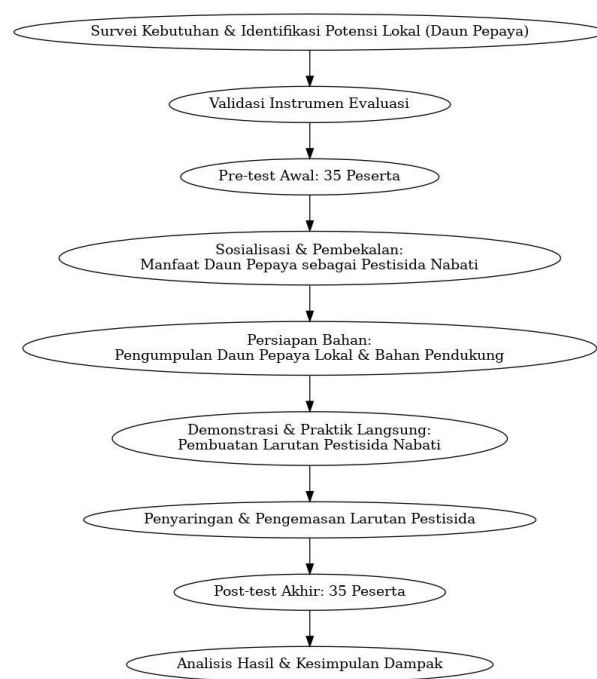 Survei Kebutuhan & Identifikasi Potensi Lokal (Daun Pepaya)
Validasi Instrumen Evaluasi
Pre-test Awal: 35 Peserta
Sosialisasi & Pembekalan:
Manfaat Daun Pepaya sebagai Pestisida Nabati
Persiapan Bahan:
Pengumpulan Daun Pepaya Lokal & Bahan Pendukung
Demonstrasi & Praktik Langsung:
Pembuatan Larutan Pestisida Nabati
Penyaringan & Pengemasan Larutan Pestisida
Post-test Akhir: 35 Peserta
Analisis Hasil & Kesimpulan Dampak